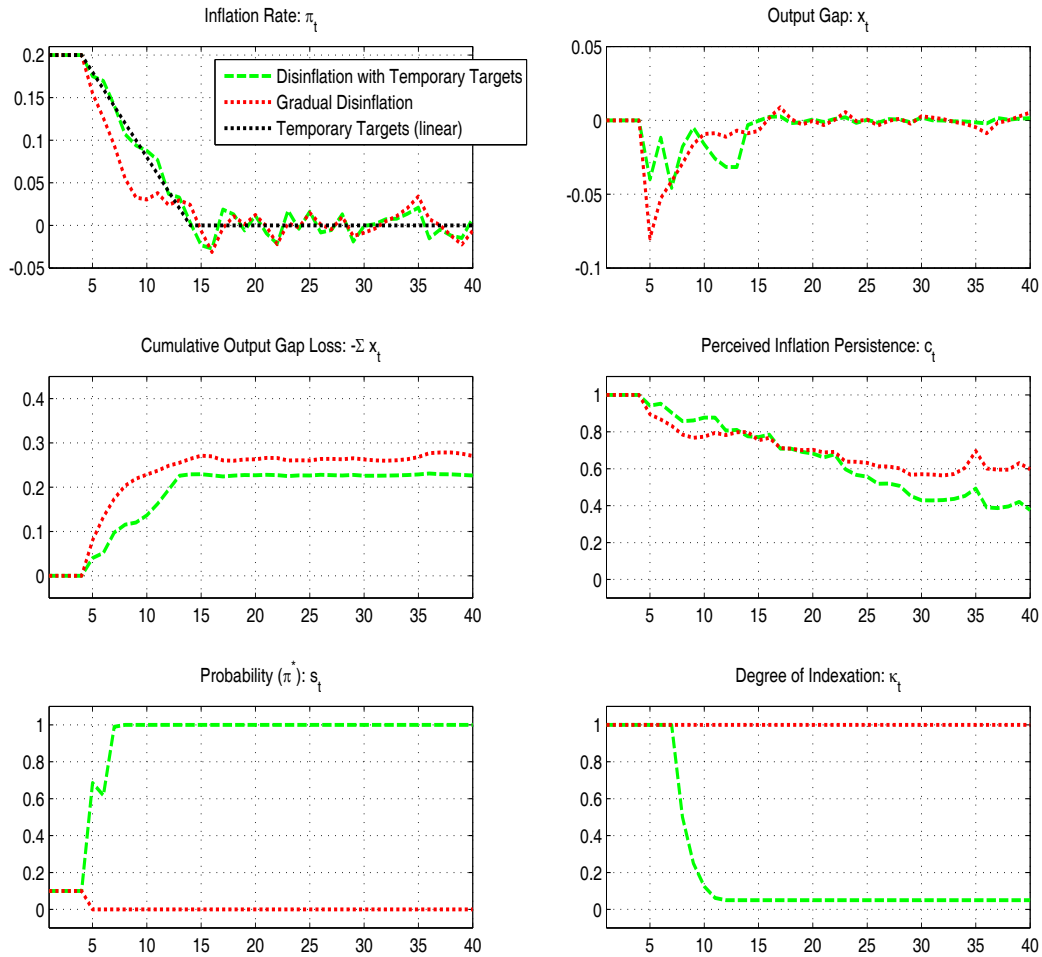 Inflation Rate: π_t
0.2
0.15
0.1
0.05
0
-0.05
5 10 15 20 25 30 35 40
Disinflation with Temporary Targets
Gradual Disinflation
Temporary Targets (linear)
Output Gap: x_t
0.05
0
-0.05
-0.1
5 10 15 20 25 30 35 40
Cumulative Output Gap Loss: -Σ x_t
0.4
0.3
0.2
0.1
0
5 10 15 20 25 30 35 40
Perceived Inflation Persistence: c_t
1
0.8
0.6
0.4
0.2
0
5 10 15 20 25 30 35 40
Probability (π*): s_t
1
0.8
0.6
0.4
0.2
0
5 10 15 20 25 30 35 40
Degree of Indexation: κ_t
1
0.8
0.6
0.4
0.2
0
5 10 15 20 25 30 35 40